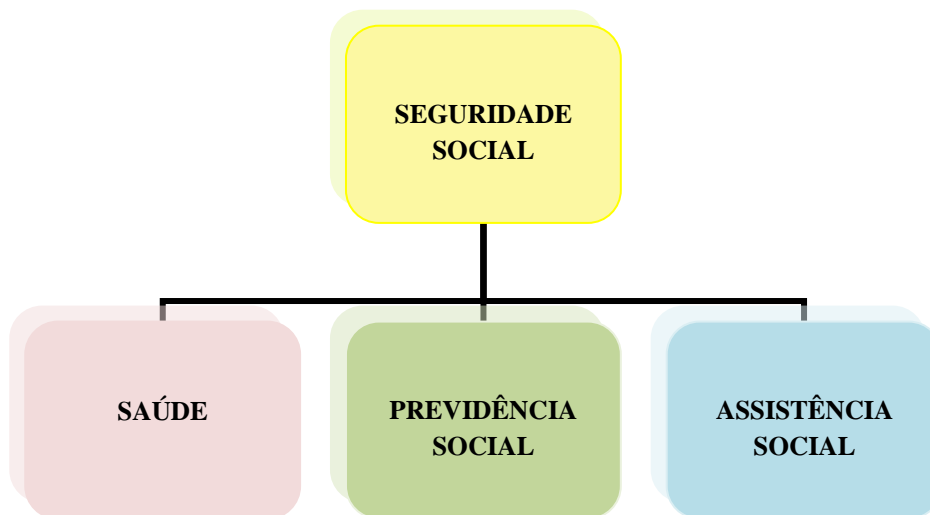 SEGURIDADE
SOCIAL
SAÚDE
PREVIDÊNCIA
SOCIAL
ASSISTÊNCIA
SOCIAL